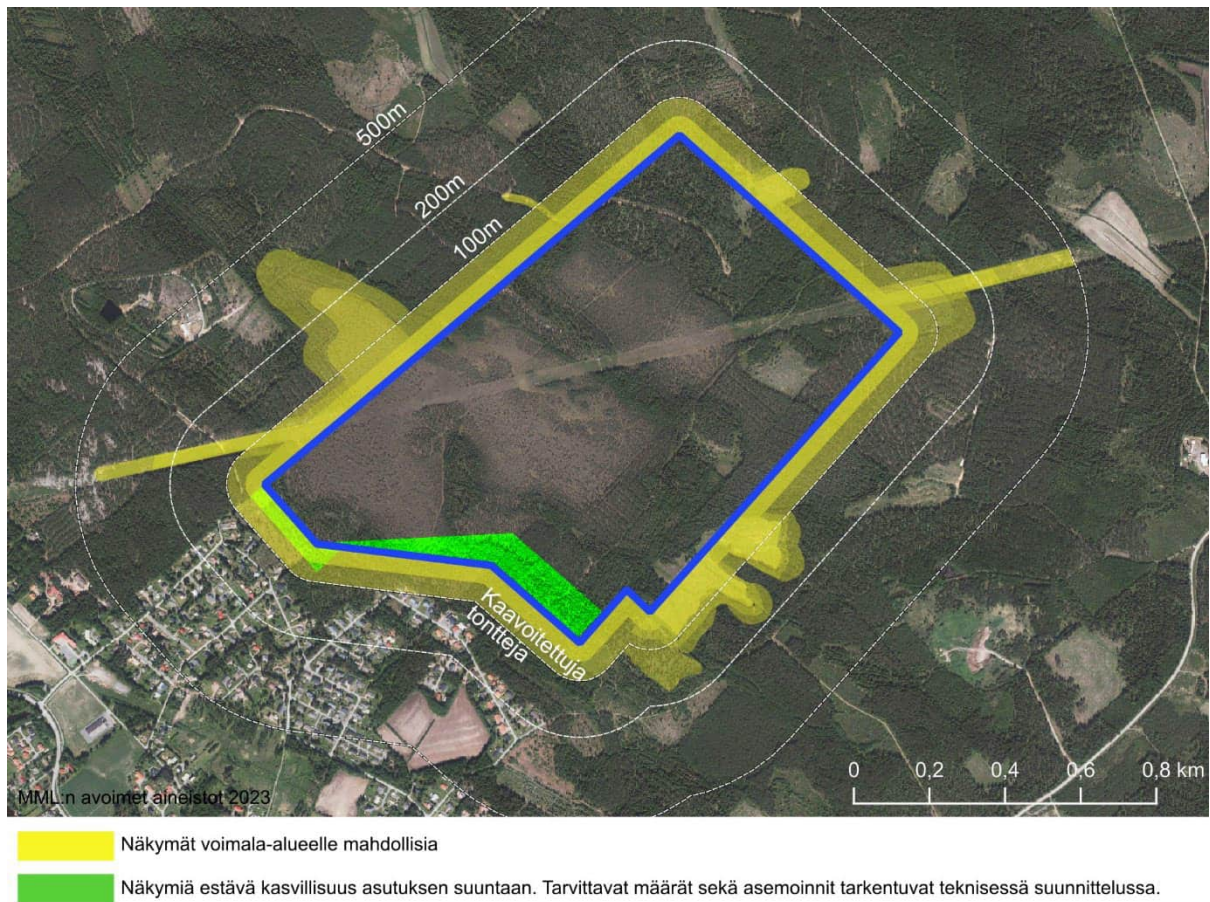 500m
200m
100m
Kaavoitettuja
tontteja
0 0,2 0,4 0,6 0,8 km
MML:n avoimet aineistot 2023
Näkymät voimala-alueelle mahdollisia
Näkymiä estävä kasvillisuus asutuksen suuntaan. Tarvittavat määrät sekä asemoinnit tarkentuvat teknisessä suunnittelussa.